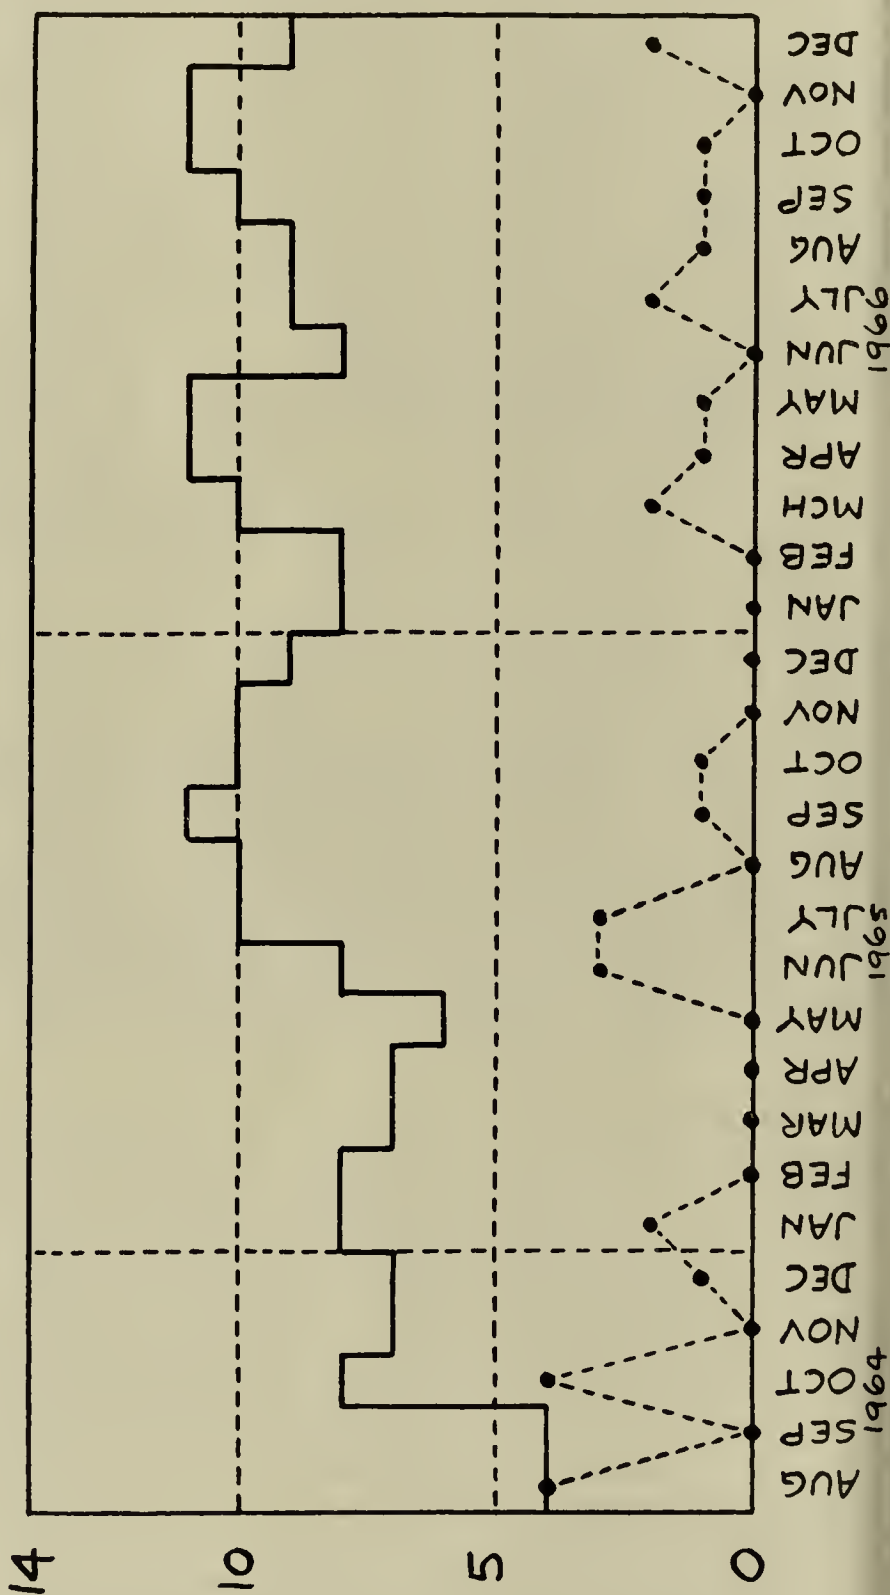 14
10
5
0
AUG SEP OCT NOV DEC JAN FEB MAR APR MAY JUN JLY AUG SEP OCT NOV DEC JAN FEB MCH APR MAY JUN JLY AUG SEP OCT NOV DEC
1964 1965 1966